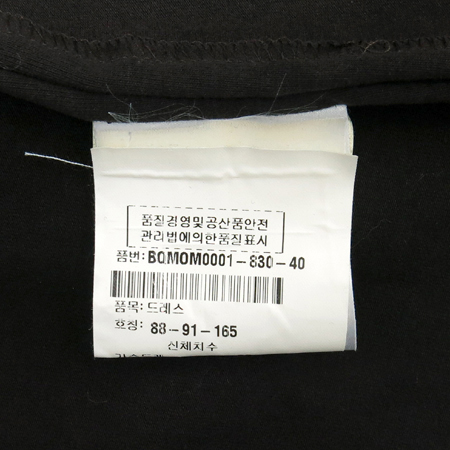 품질경영및공산품안전
관리법에의한품질표시
품번: BQMOM0001-830-40
품목: 드레스
호칭: 88-91-165
신체치수